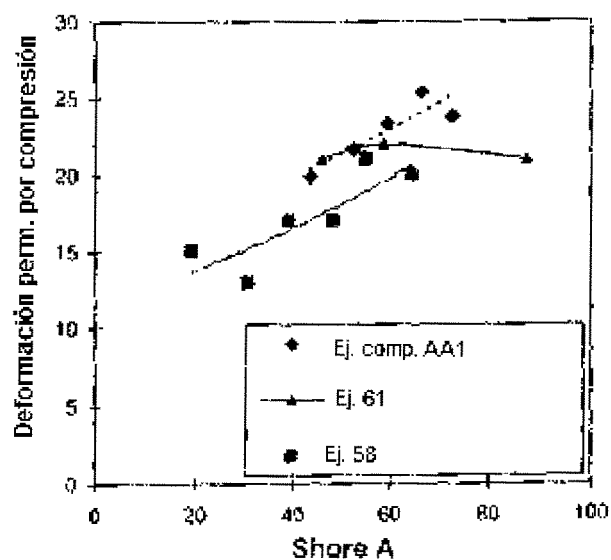 30
25
20
15
10
5
0
Deformación perm. por compresión
Ej. comp. AA1
Ej. 61
Ej. 58
0 20 40 60 80 100
Shore A